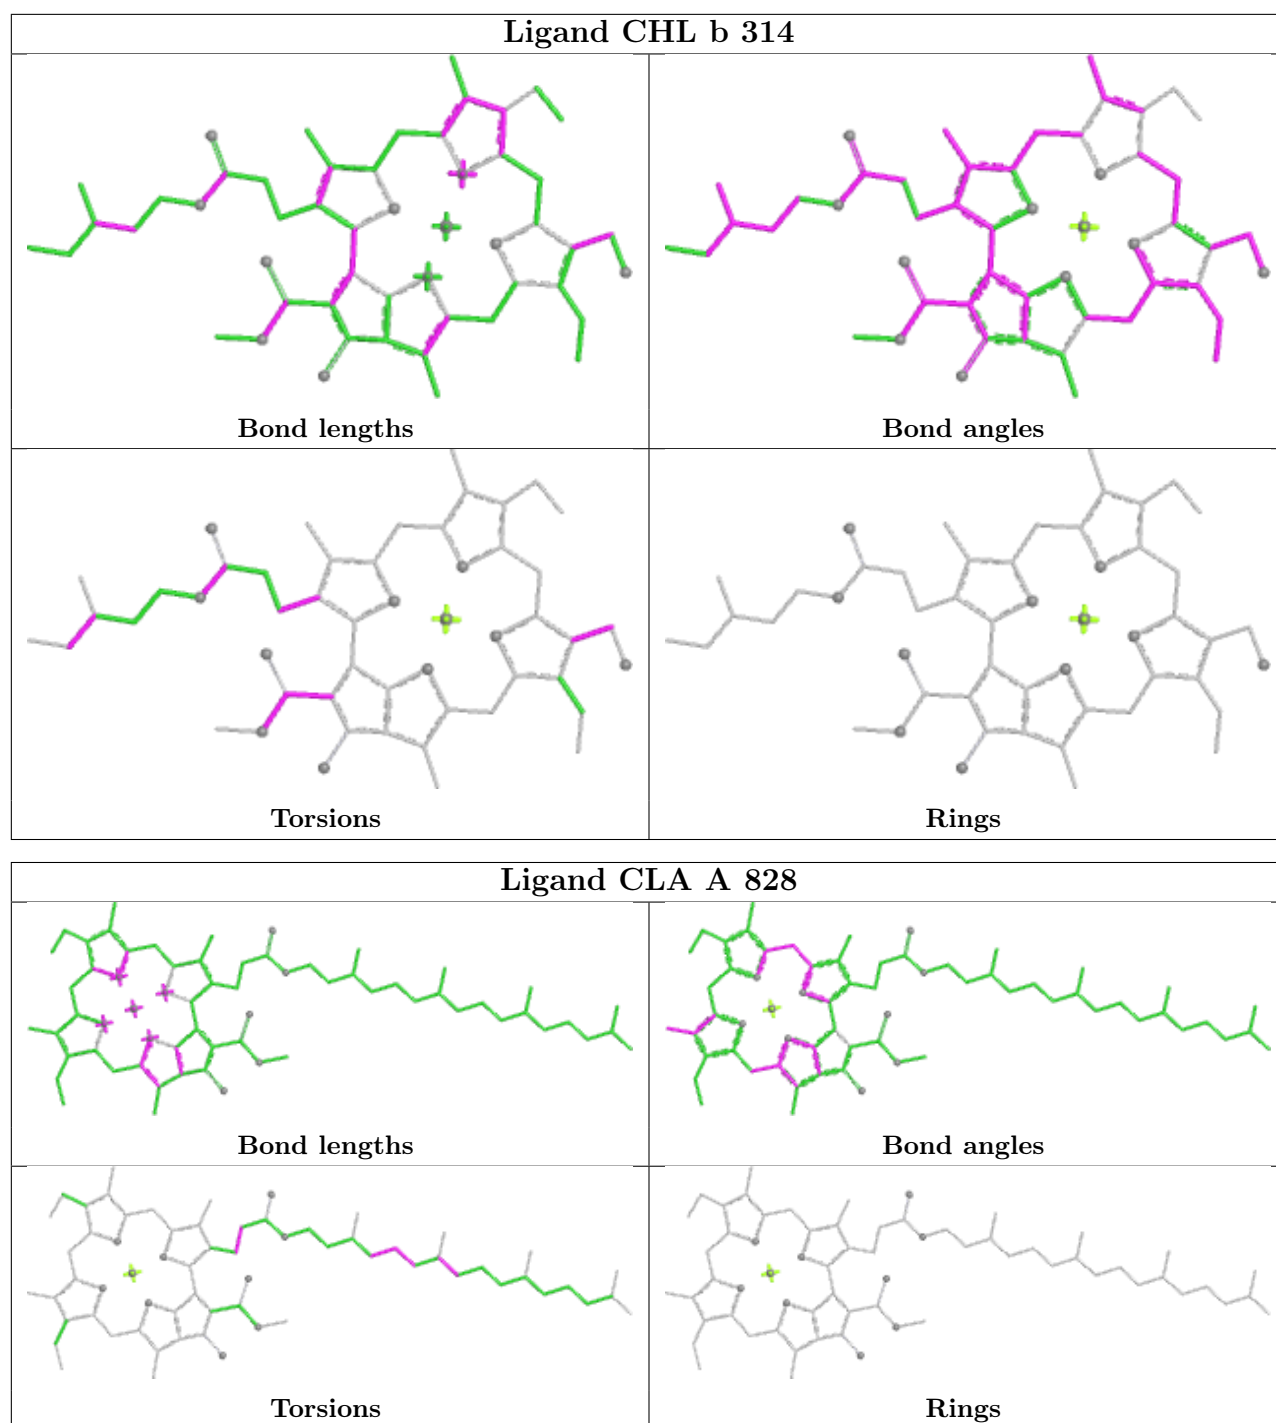 Ligand CHL b 314
Bond lengths
Bond angles
Torsions
Rings
Ligand CLA A 828
Bond lengths
Bond angles
Torsions
Rings